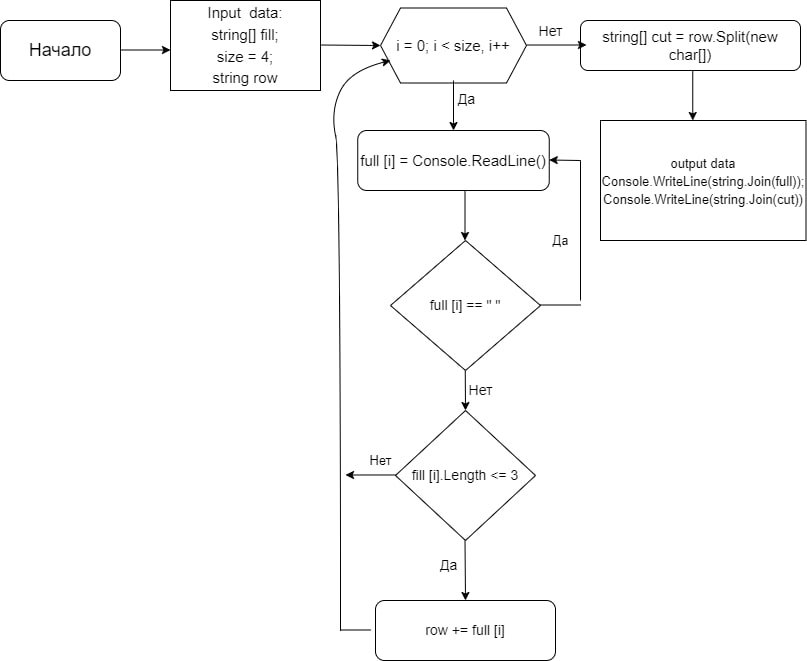 Начало
Input data:
string[] fill;
size = 4;
string row
i = 0; i < size, i++
Нет
string[] cut = row.Split(new
char[])
Да
output data
Console.WriteLine(string.Join(full));
Console.WriteLine(string.Join(cut))
full [i] = Console.ReadLine()
Да
full [i] == " "
Нет
Нет
fill [i].Length <= 3
Да
row += full [i]